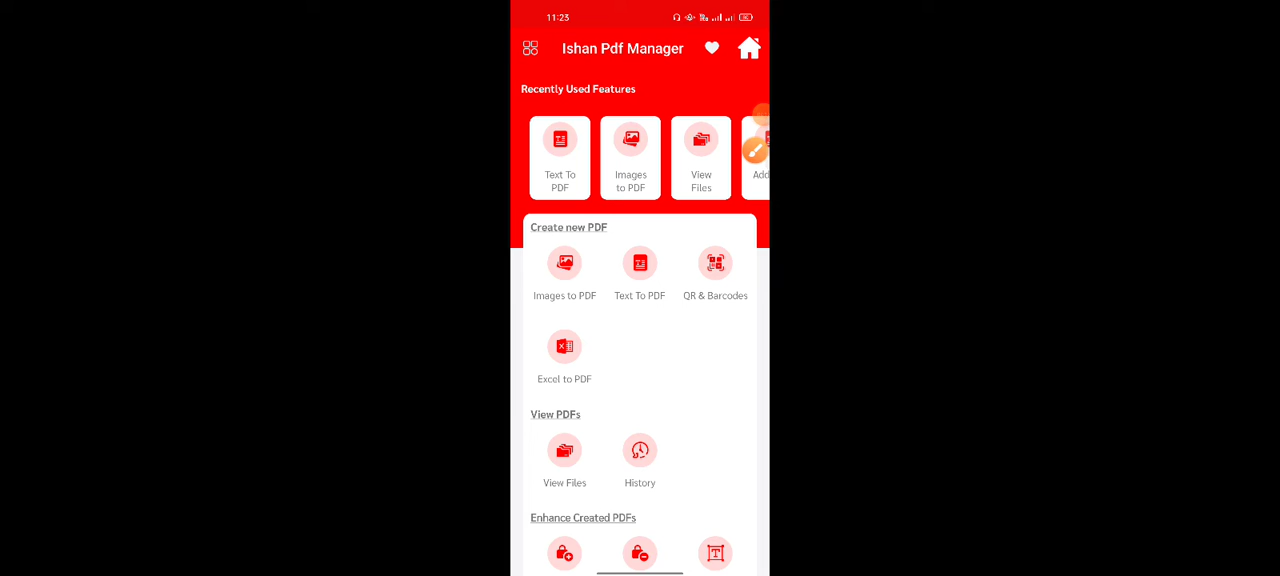 11:23
Ishan Pdf Manager
Recently Used Features
Text To
PDF
Images
to PDF
View
Files
Add
Create new PDF
Images to PDF
Text To PDF
QR & Barcodes
Excel to PDF
View PDFs
View Files
History
Enhance Created PDFs